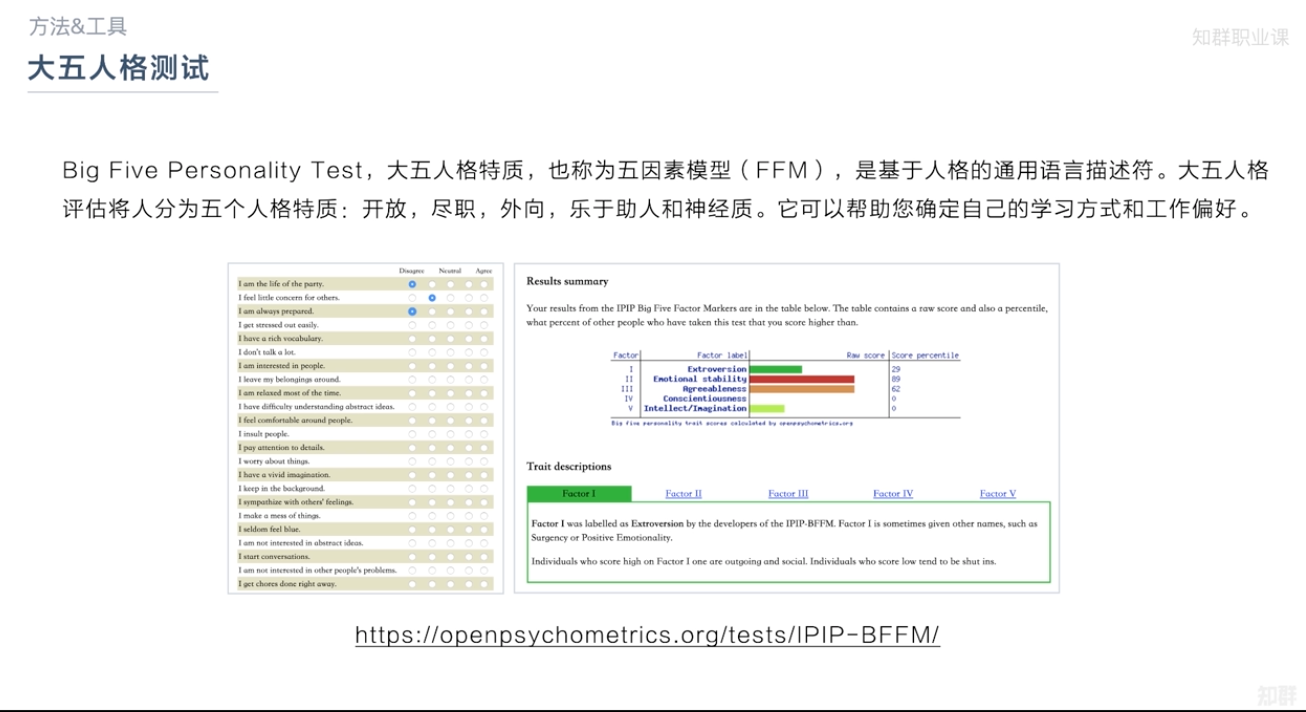 方法&工具
知群职业课
大五人格测试
Big Five Personality Test，大五人格特质，也称为五因素模型（FFM），是基于人格的通用语言描述符。大五人格
评估将人分为五个人格特质：开放，尽职，外向，乐于助人和神经质。它可以帮助您确定自己的学习方式和工作偏好。
Disagree Neutral Agree
I am the life of the party.
I feel little concern for others.
I am always prepared.
I get stressed out easily.
I have a rich vocabulary.
I don't talk a lot.
I am interested in people.
I leave my belongings around.
I am relaxed most of the time.
I have difficulty understanding abstract ideas.
I feel comfortable around people.
I insult people.
I pay attention to details.
I worry about things.
I have a vivid imagination.
I keep in the background.
I sympathize with others' feelings.
I make a mess of things.
I seldom feel blue.
I am not interested in abstract ideas.
I start conversations.
I am not interested in other people's problems.
I get chores done right away.
Results summary
Your results from the IPIP Big Five Factor Markers are in the table below. The table contains a raw score and also a percentile,
what percent of other people who have taken this test that you score higher than.
Factor Factor label Raw score Score percentile
I Extroversion 29
II Emotional stability 89
III Agreeableness 62
IV Conscientiousness 0
V Intellect/Imagination 0
Big five personality trait scores calculated by openpsychometrics.org
Trait descriptions
Factor I Factor II Factor III Factor IV Factor V
Factor I was labelled as Extroversion by the developers of the IPIP-BFFM. Factor I is sometimes given other names, such as
Surgency or Positive Emotionality.
Individuals who score high on Factor I one are outgoing and social. Individuals who score low tend to be shut ins.
https://openpsychometrics.org/tests/IPIP-BFFM/
知群